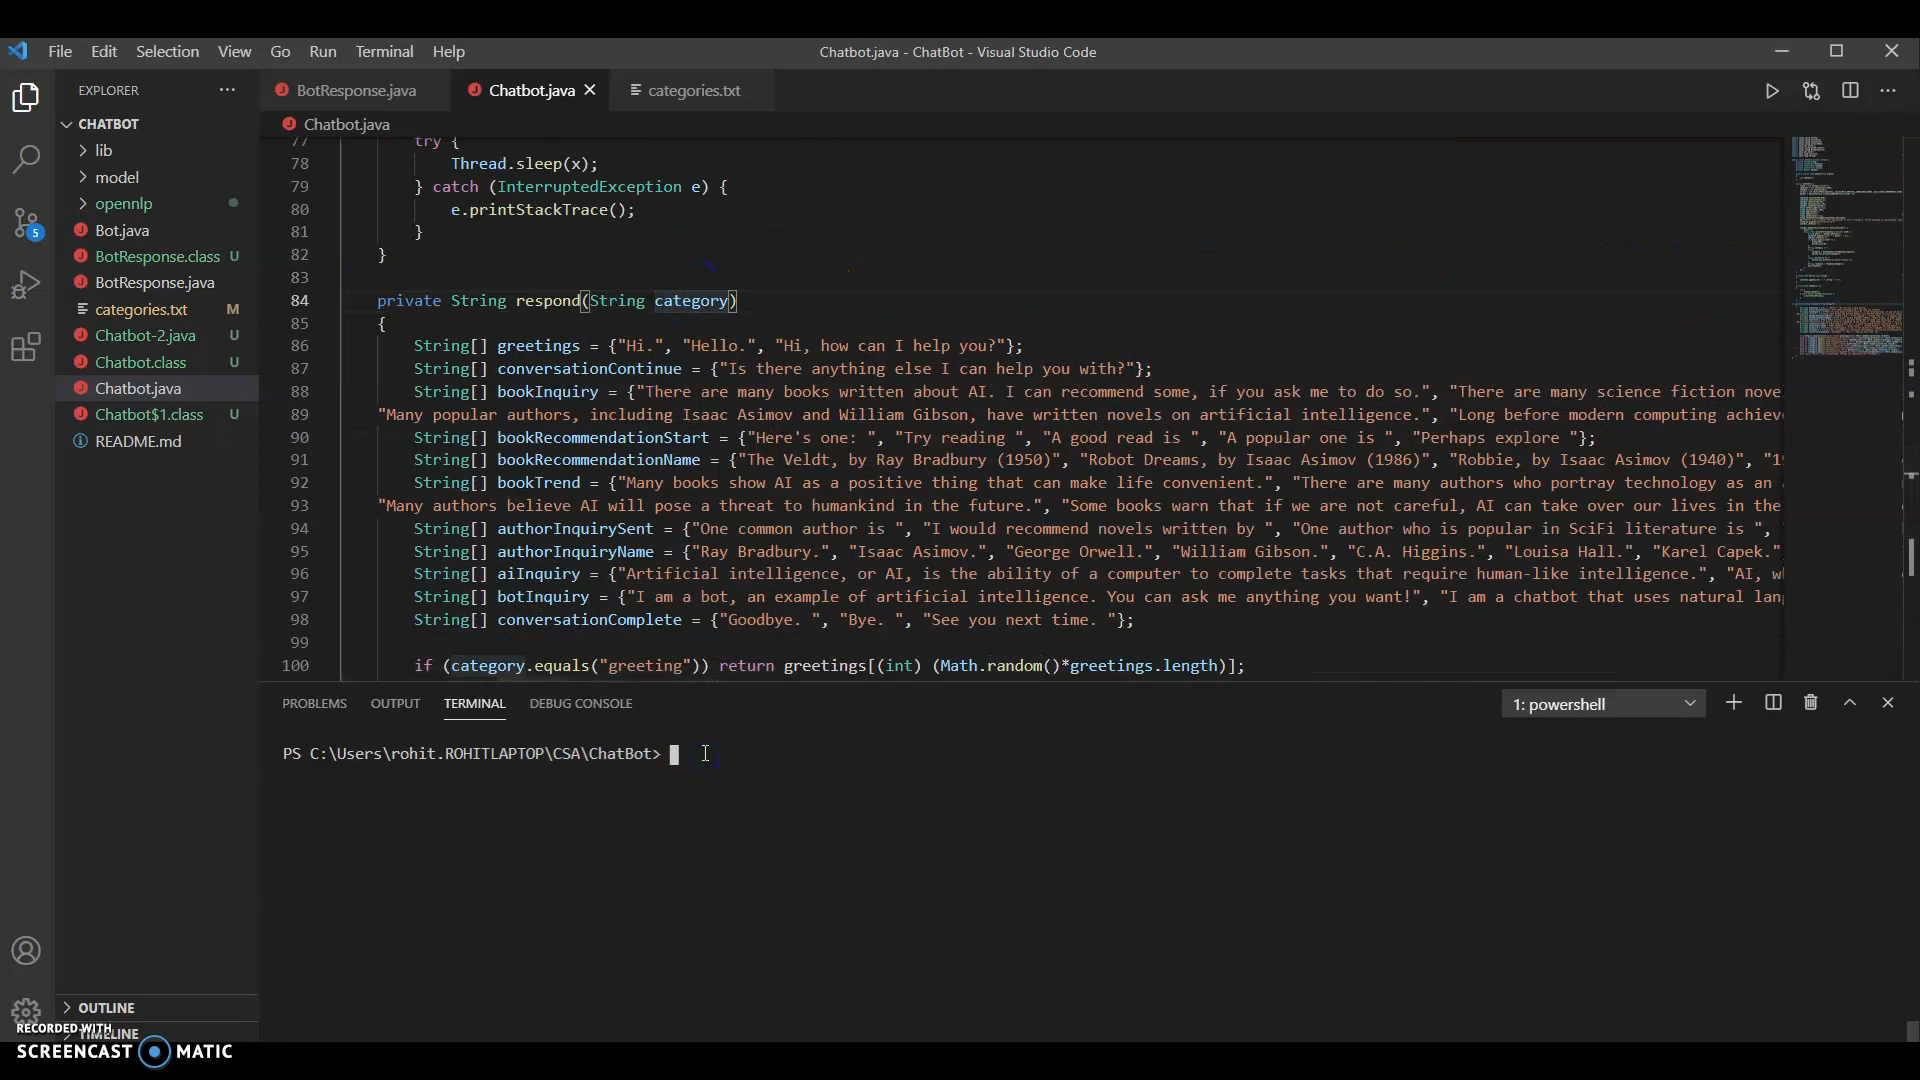 File Edit Selection View Go Run Terminal Help
Chatbot.java - ChatBot - Visual Studio Code
EXPLORER
BotResponse.java
Chatbot.java
categories.txt
CHATBOT
lib
model
opennlp
Bot.java
BotResponse.class U
BotResponse.java
categories.txt M
Chatbot-2.java U
Chatbot.class U
Chatbot.java
Chatbot$1.class U
README.md
5
OUTLINE
TIMELINE
Chatbot.java
77 try {
78 Thread.sleep(x);
79 } catch (InterruptedException e) {
80 e.printStackTrace();
81 }
82 }
83
84 private String respond(String category)
85 {
86 String[] greetings = {"Hi.", "Hello.", "Hi, how can I help you?"};
87 String[] conversationContinue = {"Is there anything else I can help you with?"};
88 String[] bookInquiry = {"There are many books written about AI. I can recommend some, if you ask me to do so.", "There are many science fiction nove
89 "Many popular authors, including Isaac Asimov and William Gibson, have written novels on artificial intelligence.", "Long before modern computing achieve
90 String[] bookRecommendationStart = {"Here's one: ", "Try reading ", "A good read is ", "A popular one is ", "Perhaps explore "};
91 String[] bookRecommendationName = {"The Veldt, by Ray Bradbury (1950)", "Robot Dreams, by Isaac Asimov (1986)", "Robbie, by Isaac Asimov (1940)", "19
92 String[] bookTrend = {"Many books show AI as a positive thing that can make life convenient.", "There are many authors who portray technology as an
93 "Many authors believe AI will pose a threat to humankind in the future.", "Some books warn that if we are not careful, AI can take over our lives in the
94 String[] authorInquirySent = {"One common author is ", "I would recommend novels written by ", "One author who is popular in SciFi literature is ", 
95 String[] authorInquiryName = {"Ray Bradbury.", "Isaac Asimov.", "George Orwell.", "William Gibson.", "C.A. Higgins.", "Louisa Hall.", "Karel Capek."
96 String[] aiInquiry = {"Artificial intelligence, or AI, is the ability of a computer to complete tasks that require human-like intelligence.", "AI, w
97 String[] botInquiry = {"I am a bot, an example of artificial intelligence. You can ask me anything you want!", "I am a chatbot that uses natural lan
98 String[] conversationComplete = {"Goodbye. ", "Bye. ", "See you next time. "};
99
100 if (category.equals("greeting")) return greetings[(int) (Math.random()*greetings.length)];
PROBLEMS OUTPUT TERMINAL DEBUG CONSOLE
1: powershell
PS C:\Users\rohit.ROHITLAPTOP\CSA\ChatBot>
RECORDED WITH
SCREENCAST MATIC